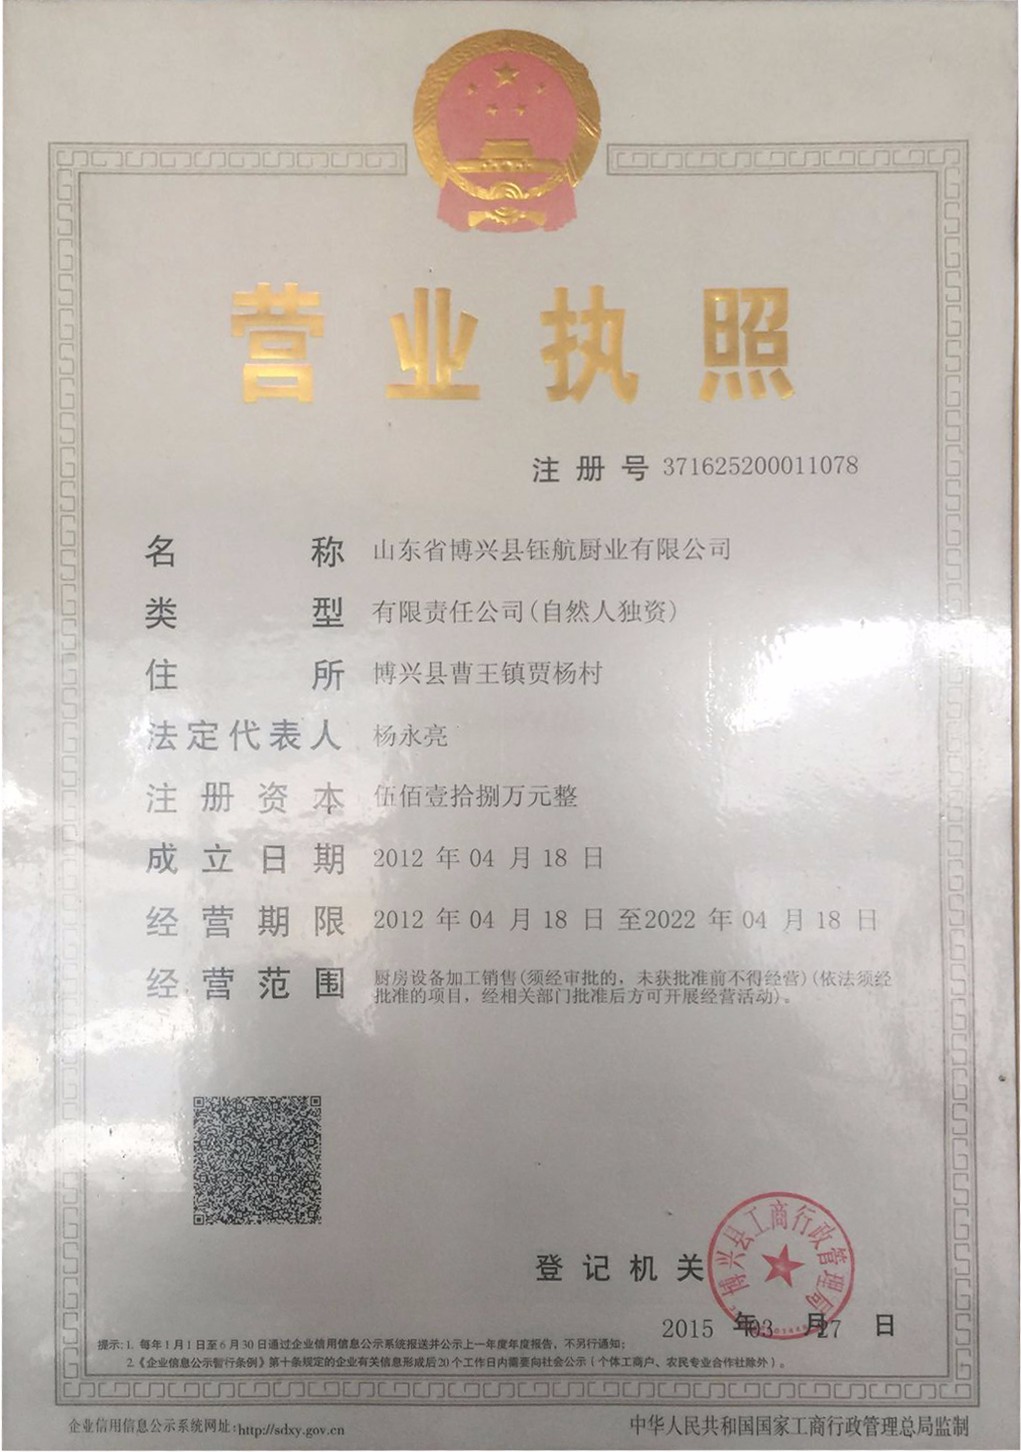 营业执照
注册号 371625200011078
名称 山东省博兴县钰航厨业有限公司
类型 有限责任公司(自然人独资)
住所 博兴县曹王镇贾杨村
法定代表人 杨永亮
注册资本 伍佰壹拾捌万元整
成立日期 2012 年 04 月 18 日
经营期限 2012 年 04 月 18 日 至2022 年 04 月 18 日
经营范围 厨房设备加工销售(须经审批的，未获批准前不得经营)(依法须经
批准的项目，经相关部门批准后方可开展经营活动)。
登记机关
博兴县工商行政管理局
2015 年 03 月 27 日
提示：1. 每年1月1日至6月30日通过企业信用信息公示系统报送并公示上一年度年度报告，不另行通知；
2.《企业信息公示暂行条例》第十条规定的企业有关信息形成后20个工作日内需要向社会公示（个体工商户、农民专业合作社除外）。
企业信用信息公示系统网址：http://sdxy.gov.cn
中华人民共和国国家工商行政管理总局监制